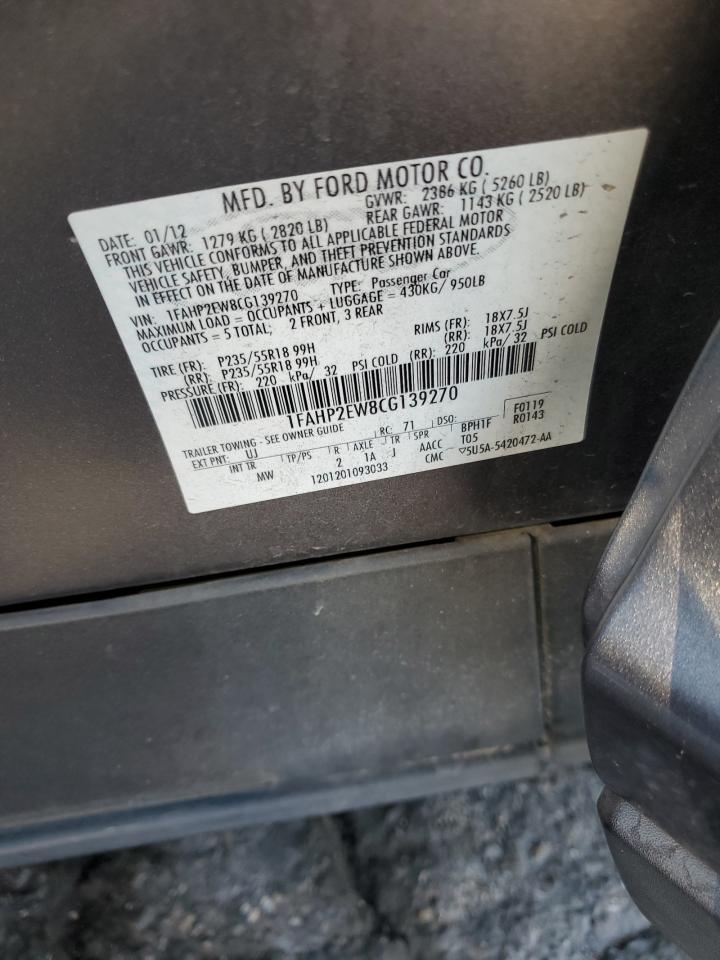 MFD. BY FORD MOTOR CO.
DATE: 01/12 GVWR: 2386 KG ( 5260 LB)
FRONT GAWR: 1279 KG ( 2820 LB) REAR GAWR: 1143 KG ( 2520 LB)
THIS VEHICLE CONFORMS TO ALL APPLICABLE FEDERAL MOTOR
VEHICLE SAFETY, BUMPER, AND THEFT PREVENTION STANDARDS
IN EFFECT ON THE DATE OF MANUFACTURE SHOWN ABOVE.
VIN: 1FAHP2EW8CG139270 TYPE: Passenger Car
MAXIMUM LOAD = OCCUPANTS + LUGGAGE = 430KG/ 950LB
OCCUPANTS = 5 TOTAL; 2 FRONT, 3 REAR
TIRE (FR): P235/55R18 99H RIMS (FR): 18X7.5J
(RR): P235/55R18 99H (RR): 18X7.5J
PRESSURE (FR): 220 kPa/ 32 PSI COLD (RR): 220 kPa/ 32 PSI COLD
1FAHP2EW8CG139270
TRAILER TOWING - SEE OWNER GUIDE F0119
EXT PNT: UJ RC: 71 DSO: R0143
INT TR TP/PS R AXLE TR SPR BPH1F
MW 2 1A J AACC T05
1201201093033 CMC ▽5U5A-5420472-AA